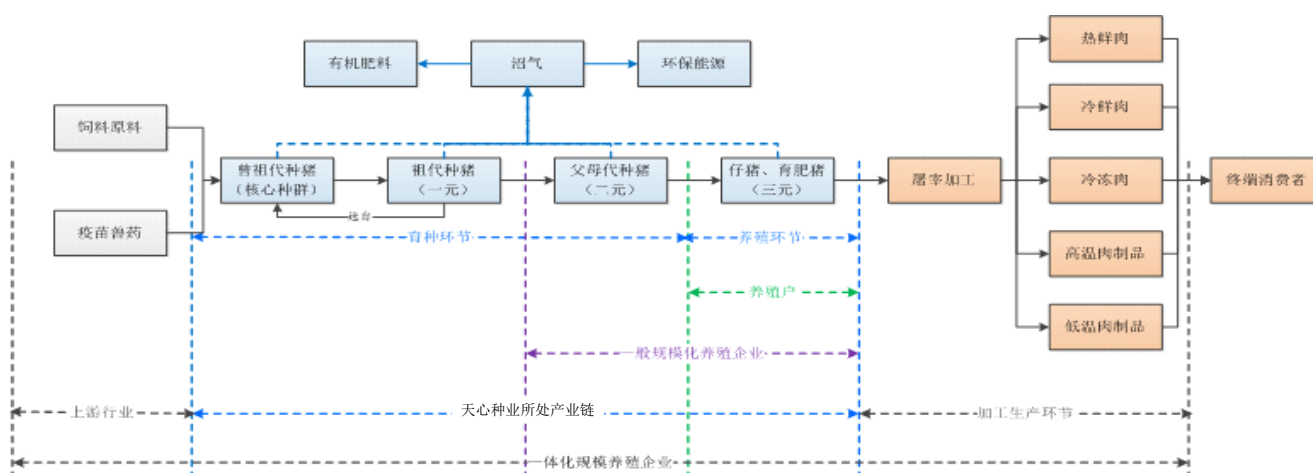 热鲜肉
有机肥料
沼气
环保能源
冷鲜肉
饲料原料
曾祖代种猪
（核心种群）
祖代种猪
（一元）
父母代种猪
（二元）
仔猪、育肥猪
（三元）
屠宰加工
冷冻肉
终端消费者
选育
疫苗兽药
育种环节
养殖环节
高温肉制品
养殖户
低温肉制品
一般规模化养殖企业
上游行业
天心种业所处产业链
加工生产环节
一体化规模养殖企业